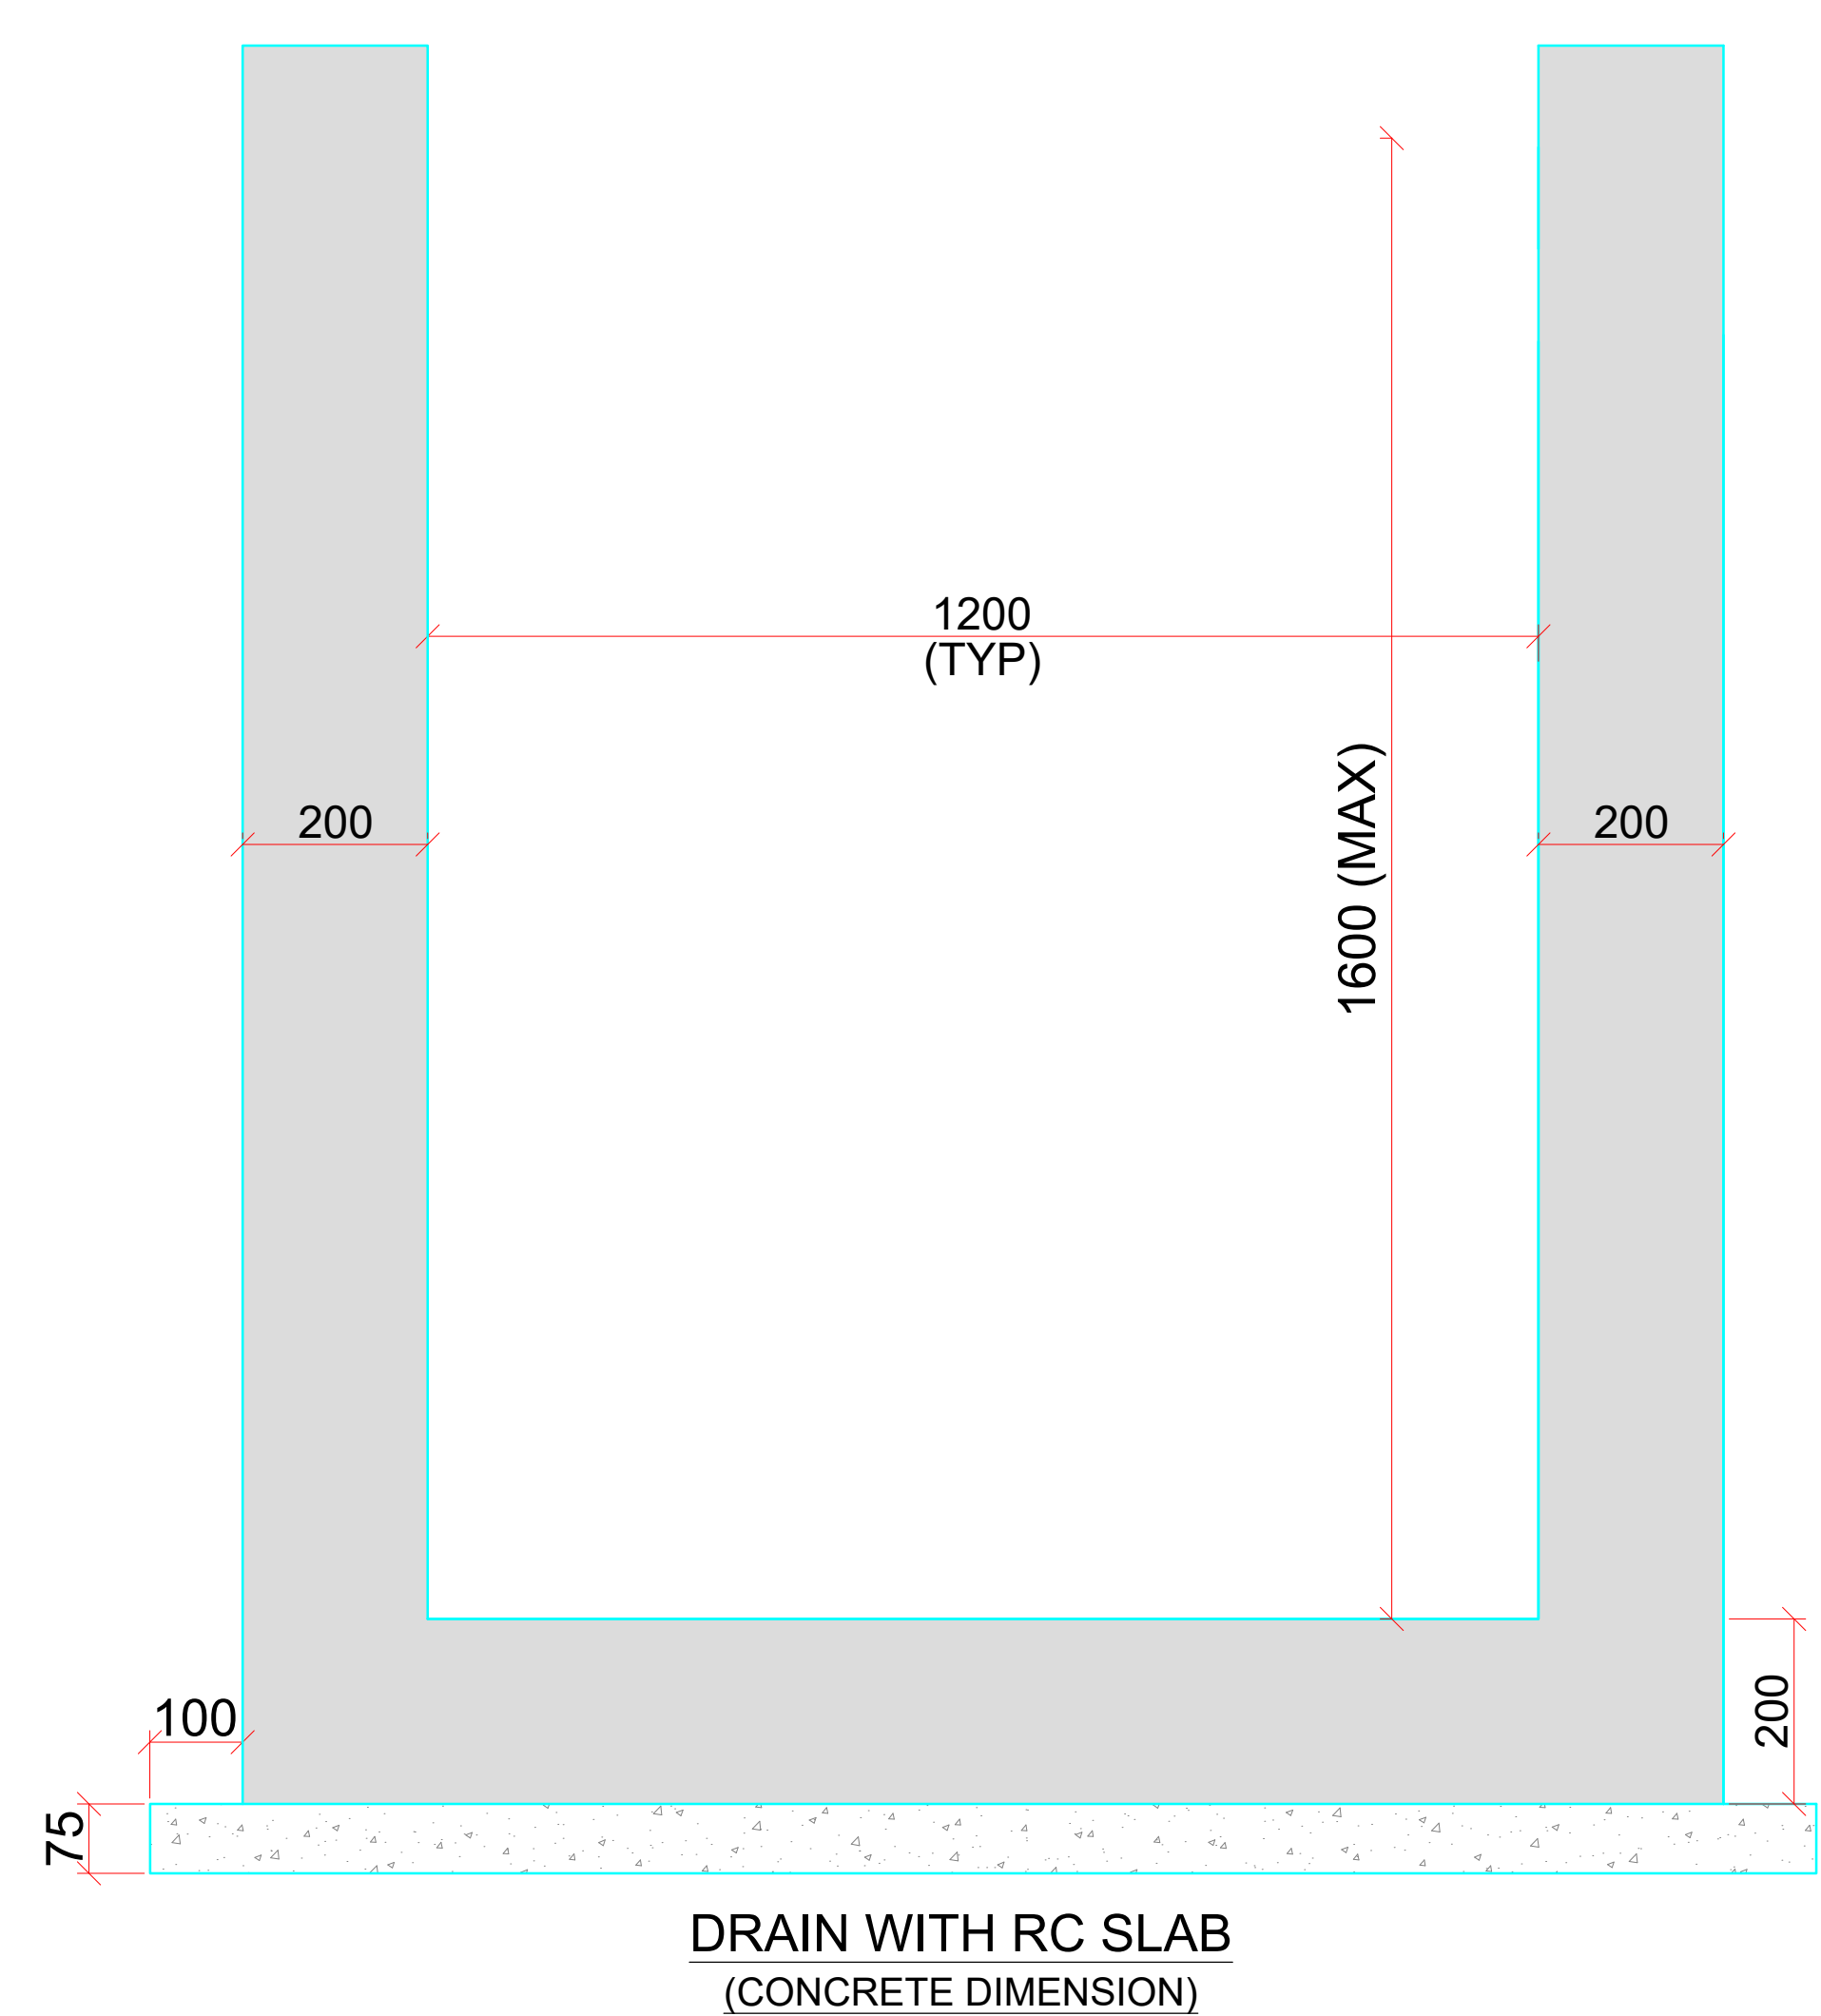 1200
(TYP)
1600 (MAX)
200
200
100
200
75
DRAIN WITH RC SLAB
(CONCRETE DIMENSION)